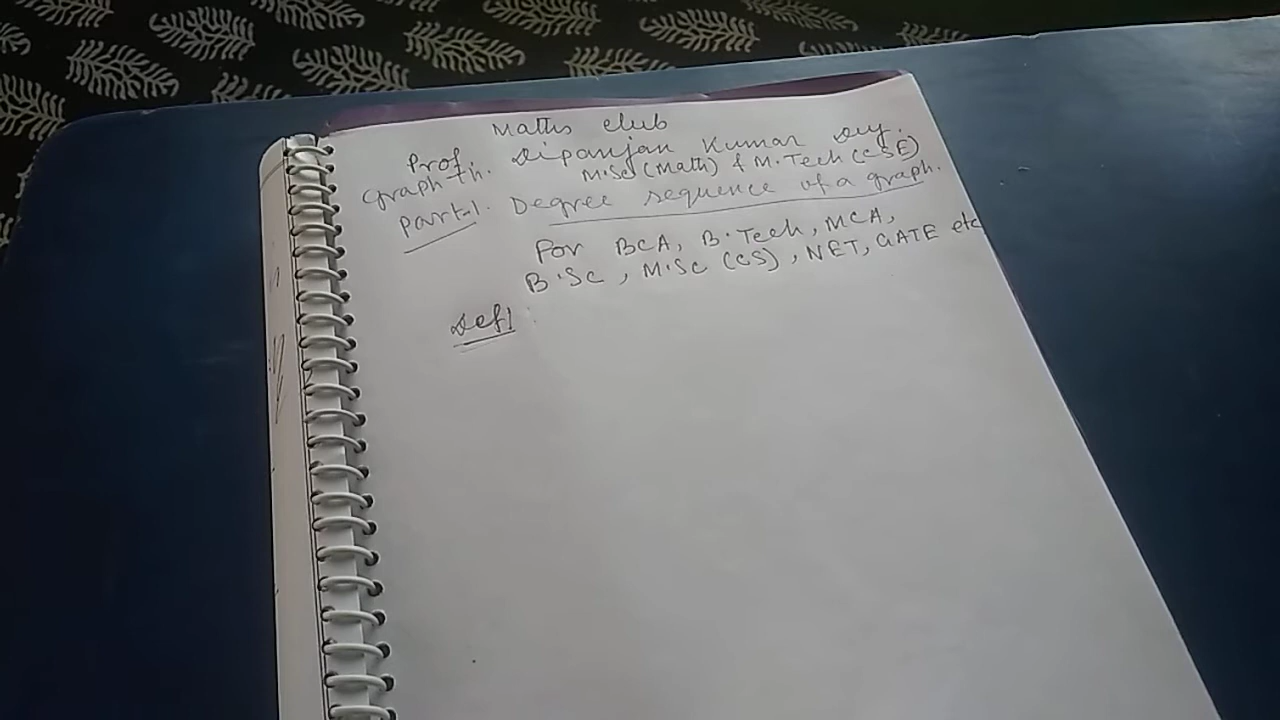 Maths club
Prof. Dipanjan Kumar Dey.
M.Sc (Math) & M.Tech (CSE)
Graph Th.
Part-1. Degree sequence of a graph.
For BCA, B.Tech, MCA,
B.Sc, M.Sc (CS), NET, GATE etc
Def1